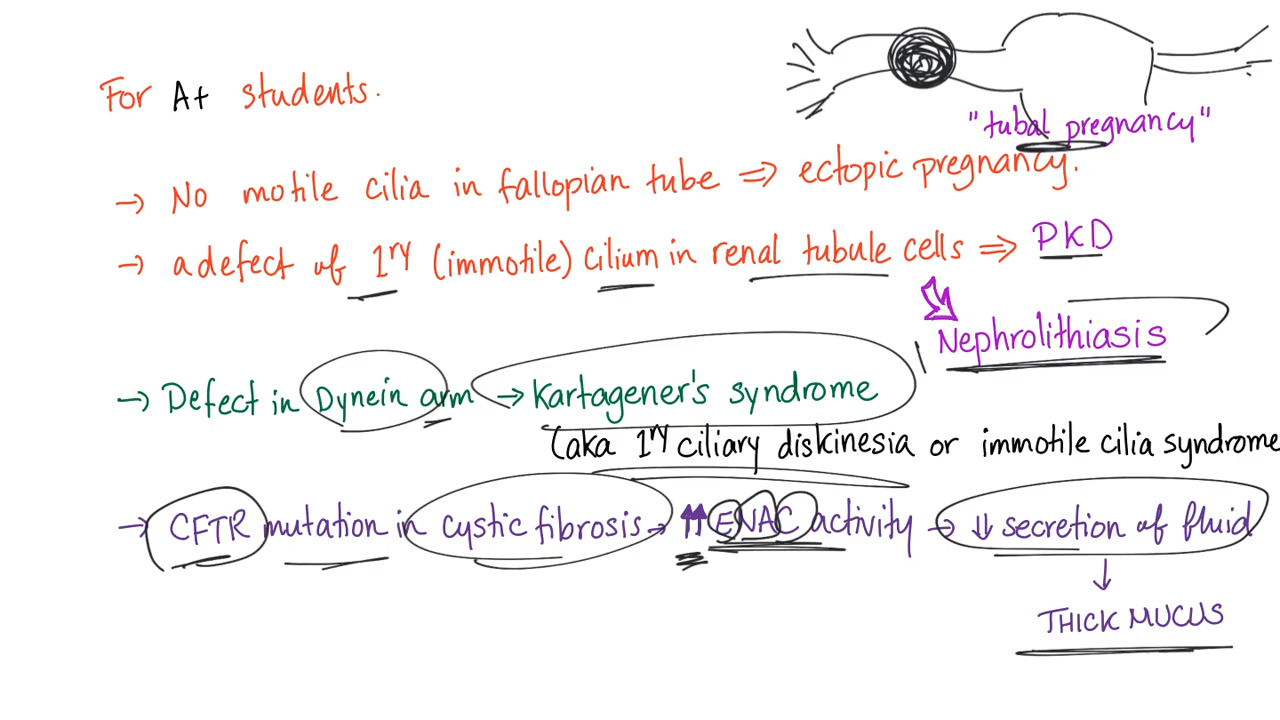 For A+ students.
"tubal pregnancy"
→ No motile cilia in fallopian tube ⇒ ectopic pregnancy.
→ a defect of 1ry (immotile) cilium in renal tubule cells ⇒ PKD
Nephrolithiasis
→ Defect in Dynein arm → Kartagener's syndrome
(aka 1ry ciliary diskinesia or immotile cilia syndrome
→ CFTR mutation in cystic fibrosis → ⇈ ENAC activity → ↓↓ secretion of fluid
↓
THICK MUCUS